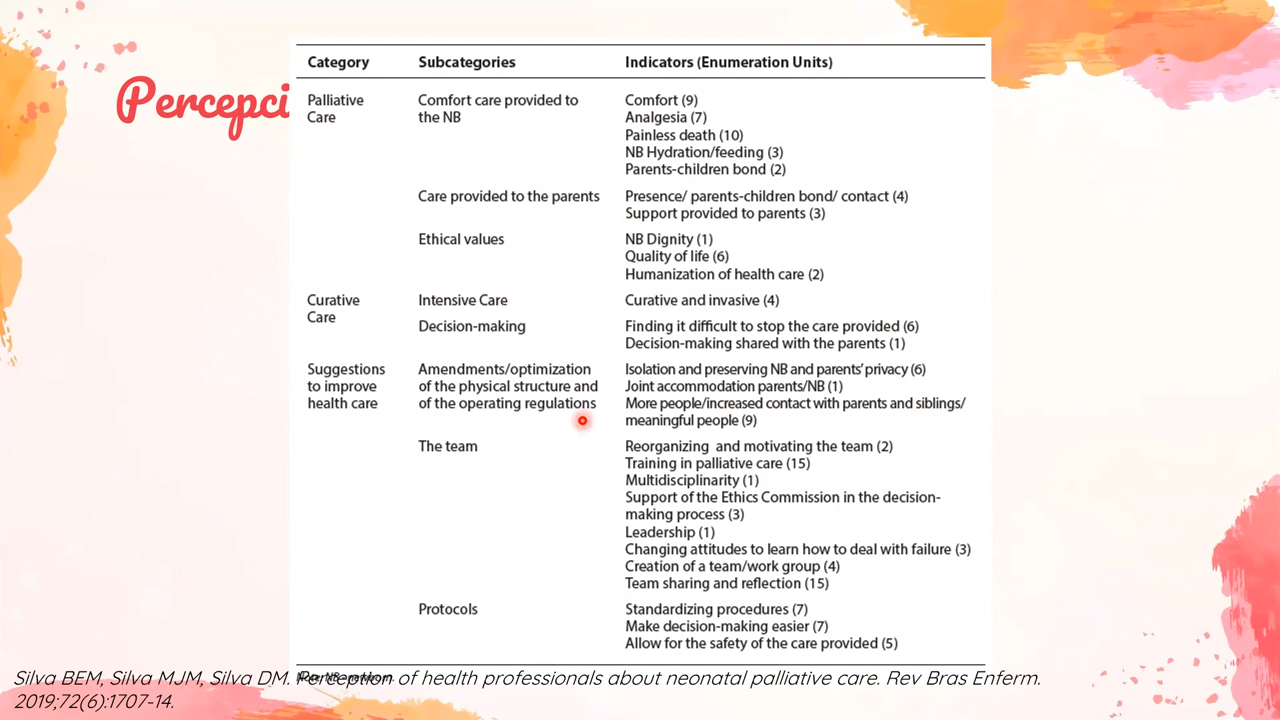 Percepci
Category Subcategories Indicators (Enumeration Units)
Palliative Care Comfort care provided to the NB Comfort (9)
Analgesia (7)
Painless death (10)
NB Hydration/feeding (3)
Parents-children bond (2)
Care provided to the parents Presence/ parents-children bond/ contact (4)
Support provided to parents (3)
Ethical values NB Dignity (1)
Quality of life (6)
Humanization of health care (2)
Curative Care Intensive Care Curative and invasive (4)
Decision-making Finding it difficult to stop the care provided (6)
Decision-making shared with the parents (1)
Suggestions Amendments/optimization Isolation and preserving NB and parents' privacy (6)
to improve of the physical structure and Joint accommodation parents/NB (1)
health care of the operating regulations More people/increased contact with parents and siblings/
meaningful people (9)
The team Reorganizing and motivating the team (2)
Training in palliative care (15)
Multidisciplinarity (1)
Support of the Ethics Commission in the decision-
making process (3)
Leadership (1)
Changing attitudes to learn how to deal with failure (3)
Creation of a team/work group (4)
Team sharing and reflection (15)
Protocols Standardizing procedures (7)
Make decision-making easier (7)
Allow for the safety of the care provided (5)
Silva BEM, Silva MJM, Silva DM. Perception of health professionals about neonatal palliative care. Rev Bras Enferm.
2019;72(6):1707-14.